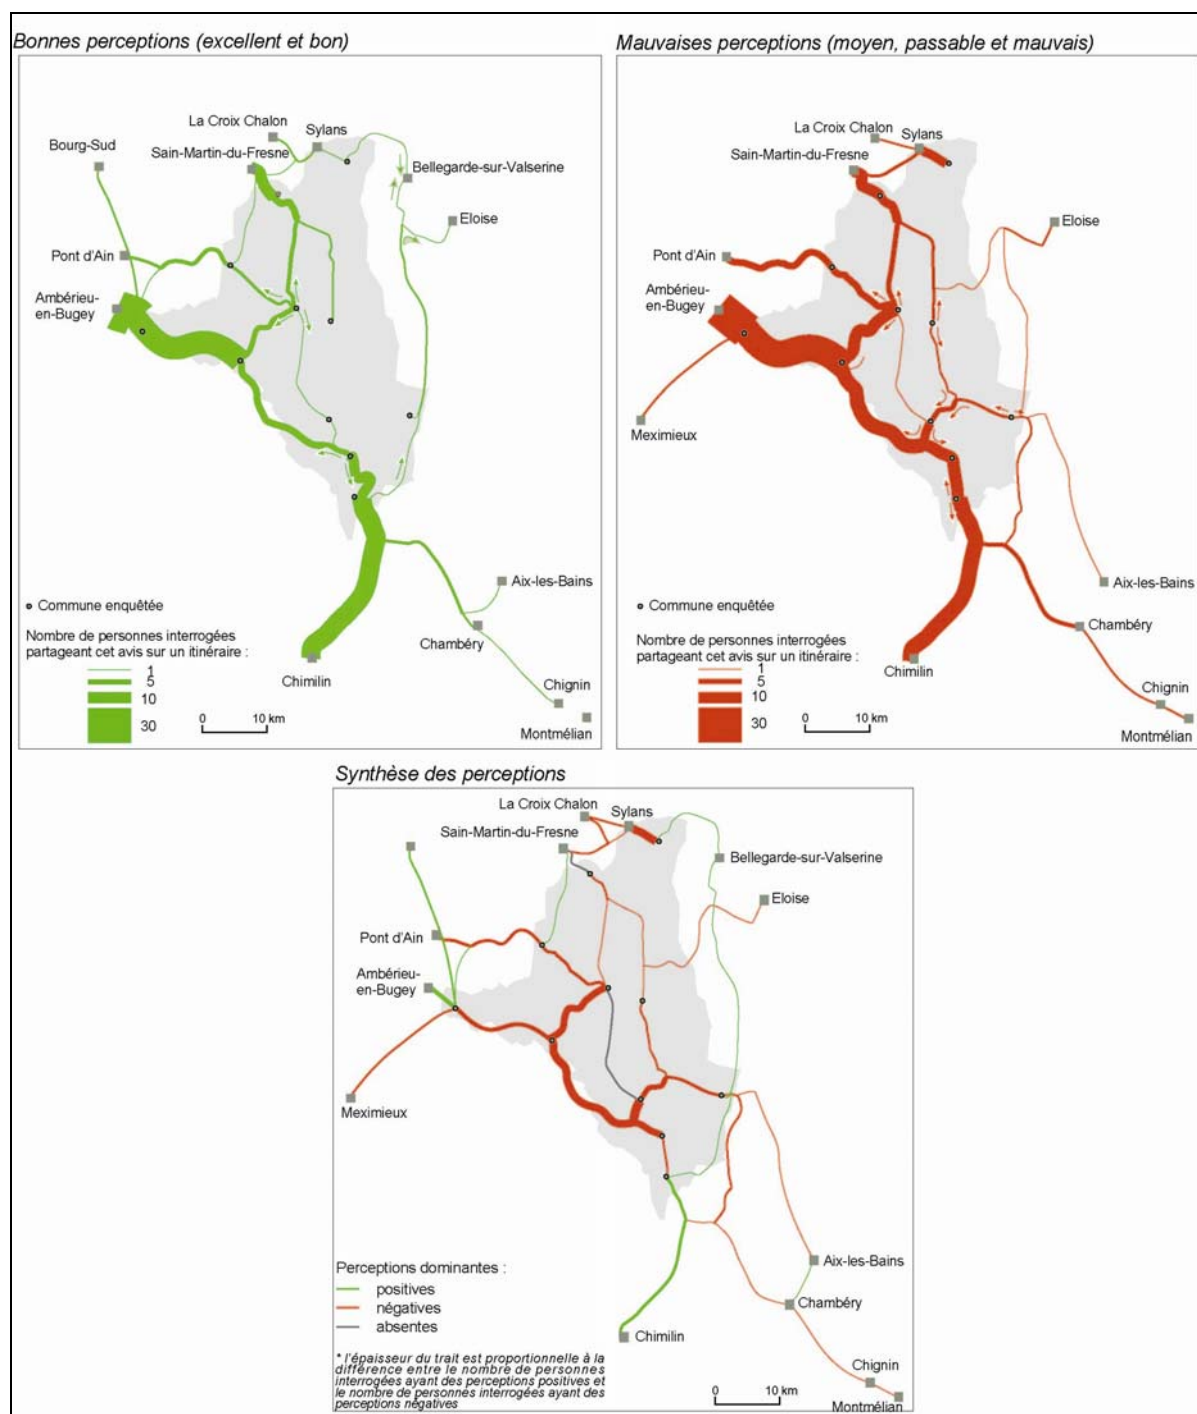 Bonnes perceptions (excellent et bon)
La Croix Chalon
Sylans
Bourg-Sud
Sain-Martin-du-Fresne
Bellegarde-sur-Valserine
Eloise
Pont d'Ain
Ambérieu-
en-Bugey
Aix-les-Bains
Commune enquêtée
Nombre de personnes interrogées
partageant cet avis sur un itinéraire :
1
5
10
30
0 10 km
Chambéry
Chimilin
Chignin
Montmélian
Mauvaises perceptions (moyen, passable et mauvais)
La Croix Chalon
Sylans
Sain-Martin-du-Fresne
Eloise
Pont d'Ain
Ambérieu-
en-Bugey
Meximieux
Aix-les-Bains
Commune enquêtée
Chambéry
Nombre de personnes interrogées
partageant cet avis sur un itinéraire :
1
5
10
30
0 10 km
Chimilin
Chignin
Montmélian
Synthèse des perceptions
La Croix Chalon
Sylans
Sain-Martin-du-Fresne
Bellegarde-sur-Valserine
Eloise
Pont d'Ain
Ambérieu-
en-Bugey
Meximieux
Aix-les-Bains
Perceptions dominantes :
positives
négatives
absentes
Chambéry
Chimilin
* l'épaisseur du trait est proportionnelle à la
différence entre le nombre de personnes
interrogées ayant des perceptions positives et
le nombre de personnes interrogées ayant des
perceptions négatives
0 10 km
Chignin
Montmélian